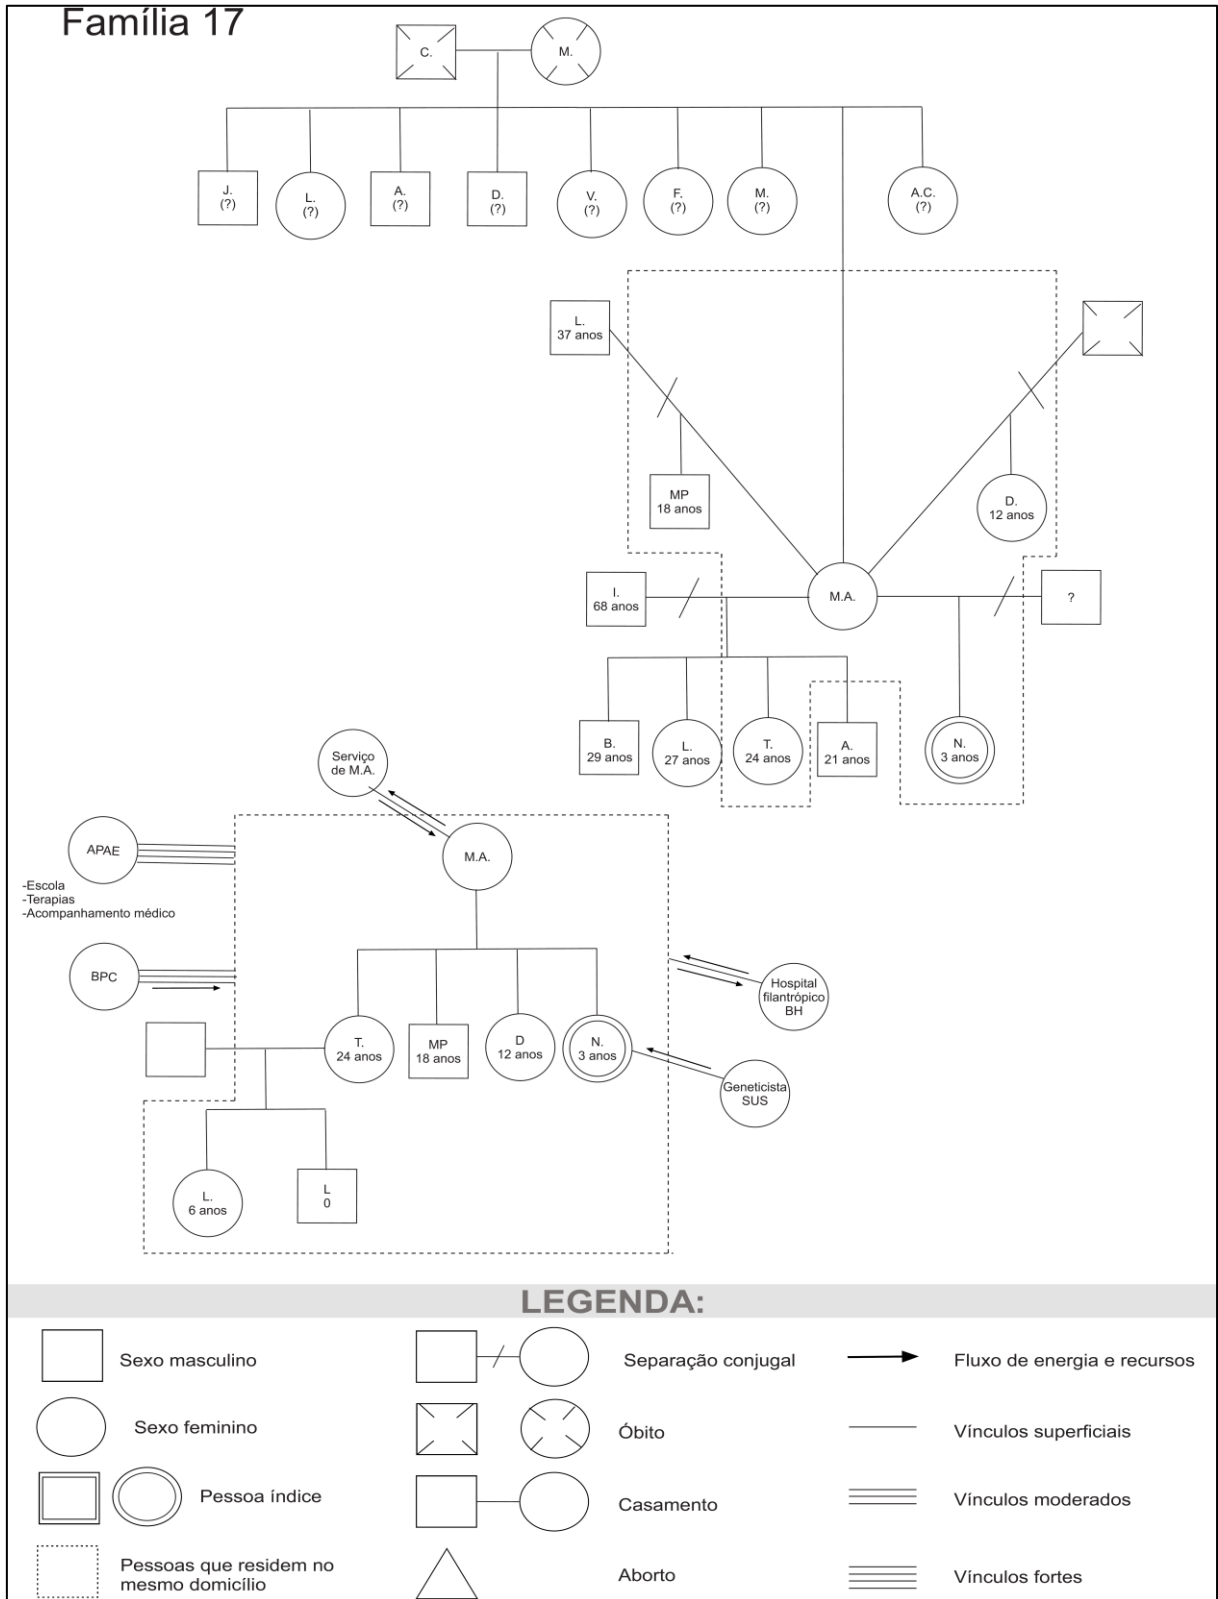 Família 17
C.
M.
J.
(?)
L.
(?)
A.
(?)
D.
(?)
V.
(?)
F.
(?)
M.
(?)
A.C.
(?)
L.
37 anos
MP
18 anos
D.
12 anos
I.
68 anos
M.A.
?
B.
29 anos
L.
27 anos
T.
24 anos
A.
21 anos
N.
3 anos
Serviço
de M.A.
APAE
-Escola
-Terapias
-Acompanhamento médico
M.A.
BPC
Hospital
filantrópico
BH
T.
24 anos
MP
18 anos
D
12 anos
N.
3 anos
Geneticista
SUS
L.
6 anos
L
0
LEGENDA:
Sexo masculino
Separação conjugal
Fluxo de energia e recursos
Sexo feminino
Óbito
Vínculos superficiais
Pessoa índice
Casamento
Vínculos moderados
Pessoas que residem no
mesmo domicílio
Aborto
Vínculos fortes